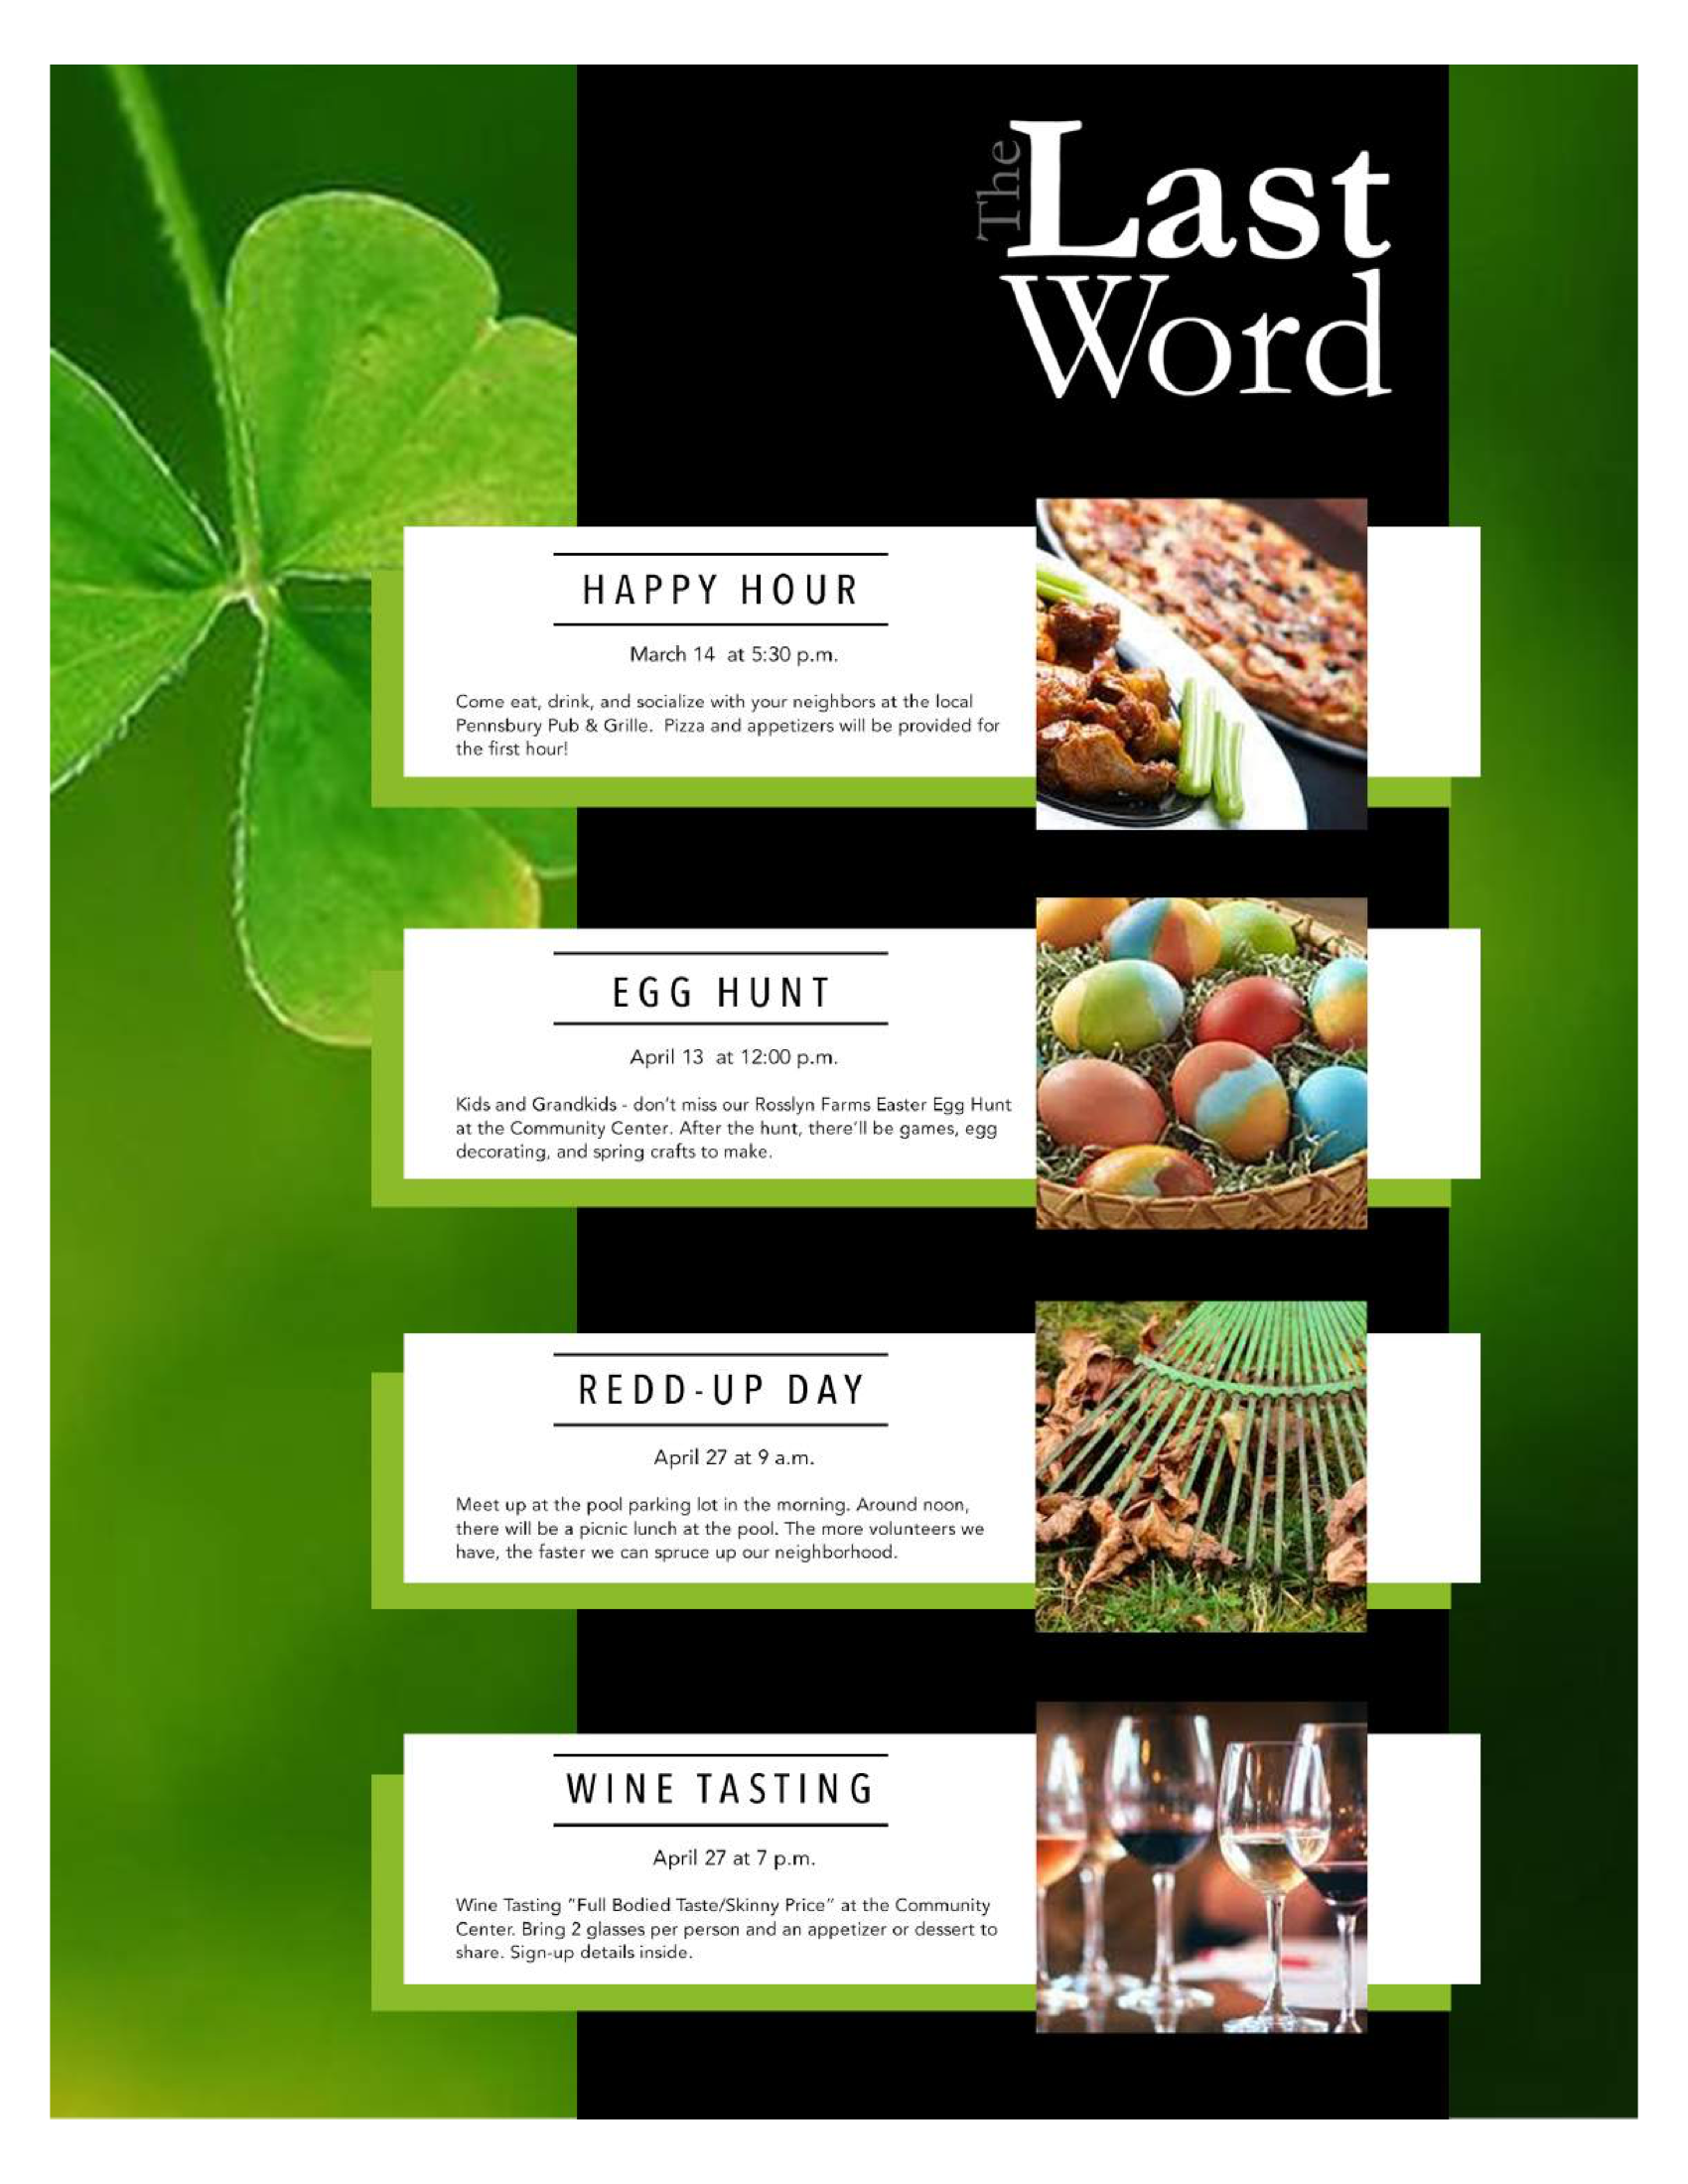 The
Last
Word
HAPPY HOUR
March 14 at 5:30 p.m.
Come eat, drink, and socialize with your neighbors at the local
Pennsbury Pub & Grille. Pizza and appetizers will be provided for
the first hour!
EGG HUNT
April 13 at 12:00 p.m.
Kids and Grandkids - don't miss our Rosslyn Farms Easter Egg Hunt
at the Community Center. After the hunt, there'll be games, egg
decorating, and spring crafts to make.
REDD-UP DAY
April 27 at 9 a.m.
Meet up at the pool parking lot in the morning. Around noon,
there will be a picnic lunch at the pool. The more volunteers we
have, the faster we can spruce up our neighborhood.
WINE TASTING
April 27 at 7 p.m.
Wine Tasting "Full Bodied Taste/Skinny Price" at the Community
Center. Bring 2 glasses per person and an appetizer or dessert to
share. Sign-up details inside.